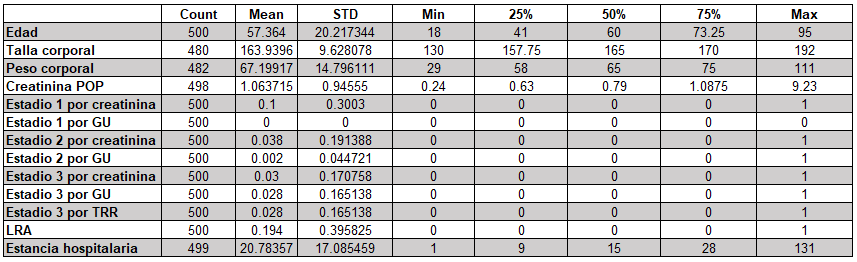 Count Mean STD Min 25% 50% 75% Max
Edad 500 57.364 20.217344 18 41 60 73.25 95
Talla corporal 480 163.9396 9.628078 130 157.75 165 170 192
Peso corporal 482 67.19917 14.796111 29 58 65 75 111
Creatinina POP 498 1.063715 0.94555 0.24 0.63 0.79 1.0875 9.23
Estadio 1 por creatinina 500 0.1 0.3003 0 0 0 0 1
Estadio 1 por GU 500 0 0 0 0 0 0 0
Estadio 2 por creatinina 500 0.038 0.191388 0 0 0 0 1
Estadio 2 por GU 500 0.002 0.044721 0 0 0 0 1
Estadio 3 por creatinina 500 0.03 0.170758 0 0 0 0 1
Estadio 3 por GU 500 0.028 0.165138 0 0 0 0 1
Estadio 3 por TRR 500 0.028 0.165138 0 0 0 0 1
LRA 500 0.194 0.395825 0 0 0 0 1
Estancia hospitalaria 499 20.78357 17.085459 1 9 15 28 131